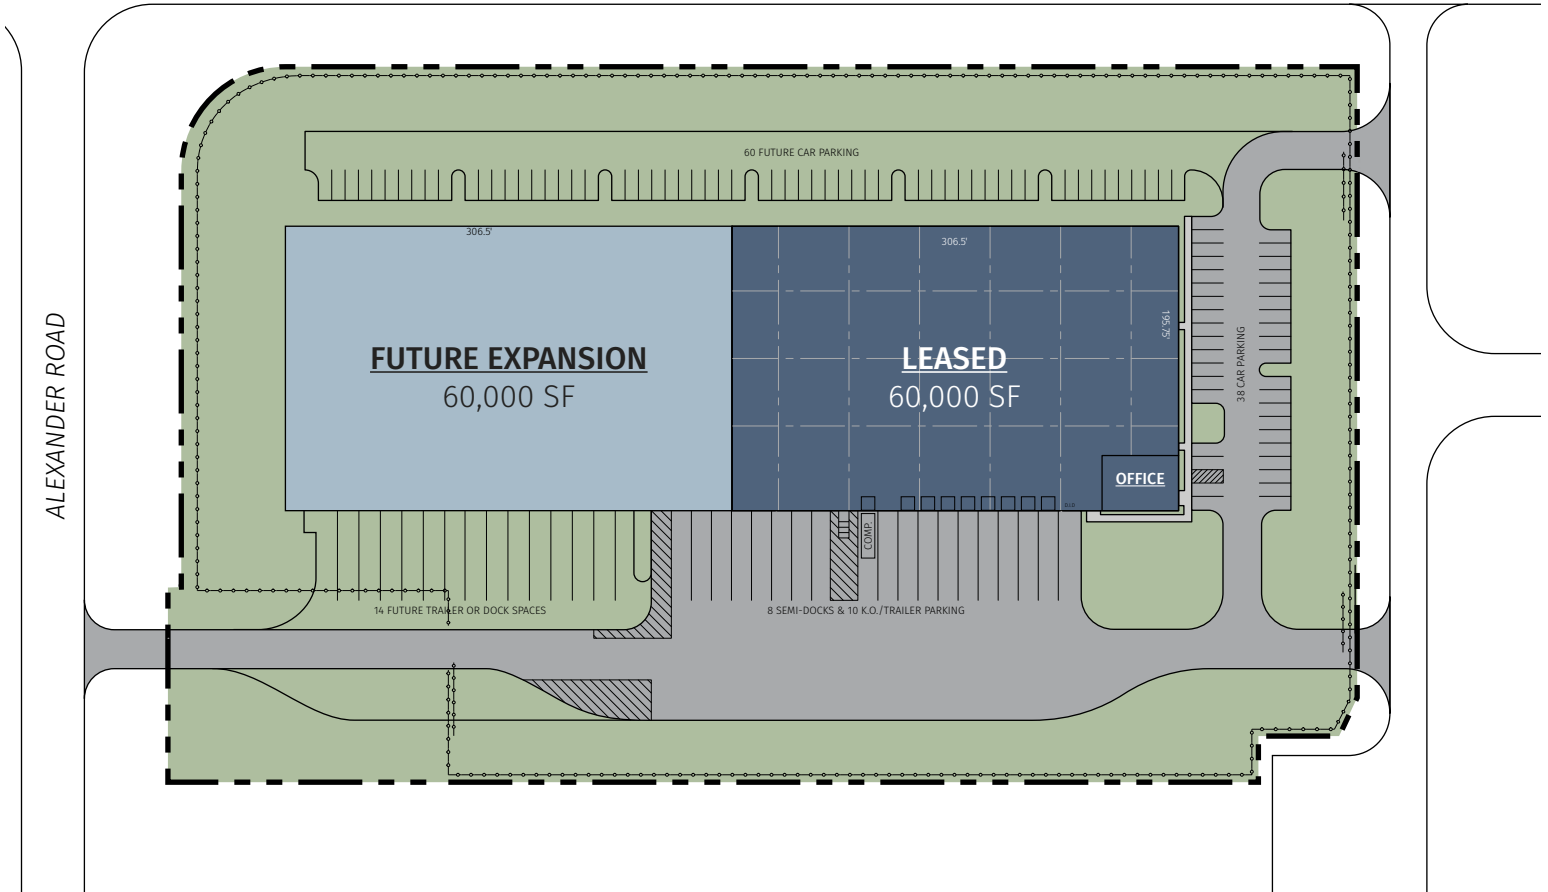 60 FUTURE CAR PARKING
306.5'
306.5'
195.75'
ALEXANDER ROAD
FUTURE EXPANSION
60,000 SF
LEASED
60,000 SF
38 CAR PARKING
OFFICE
COMP.
14 FUTURE TRAILER OR DOCK SPACES
8 SEMI-DOCKS & 10 K.O./TRAILER PARKING